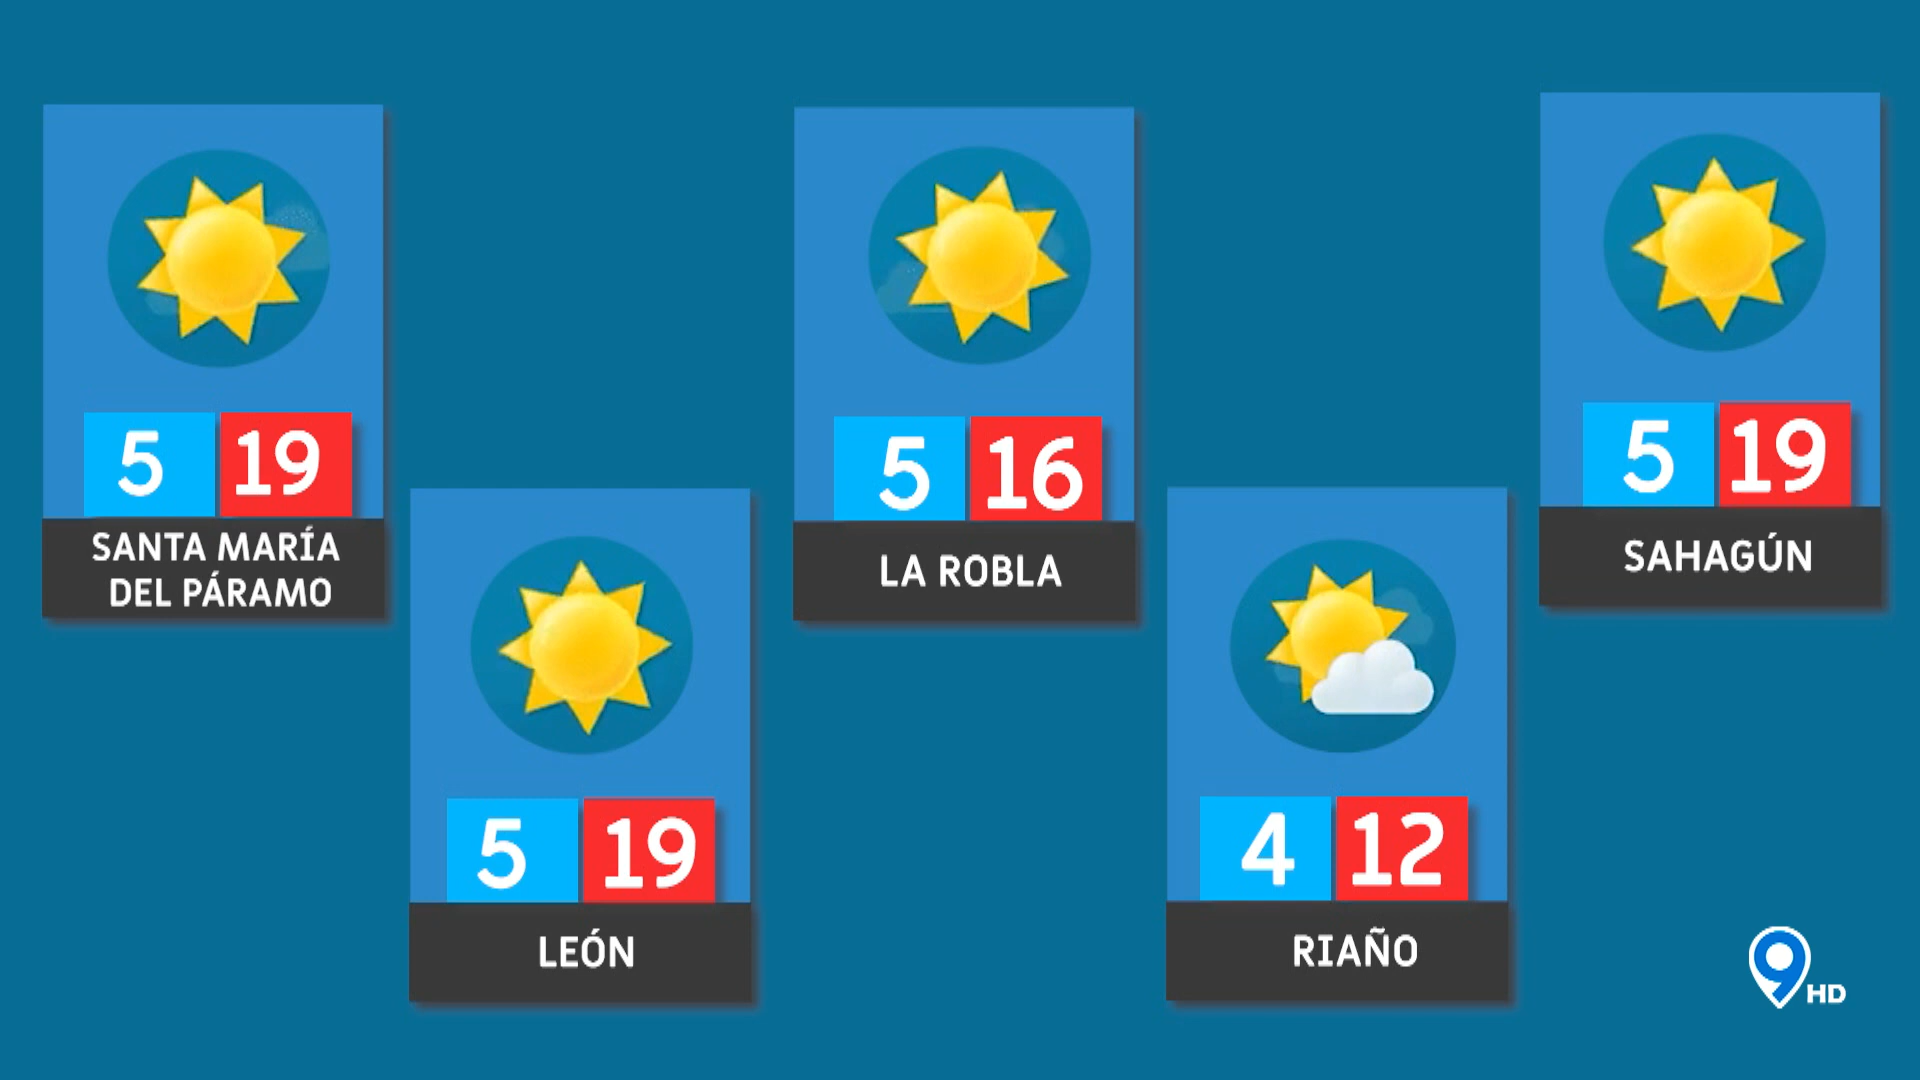 5 19
SANTA MARÍA
DEL PÁRAMO
5 19
LEÓN
5 16
LA ROBLA
4 12
RIAÑO
5 19
SAHAGÚN
9 HD